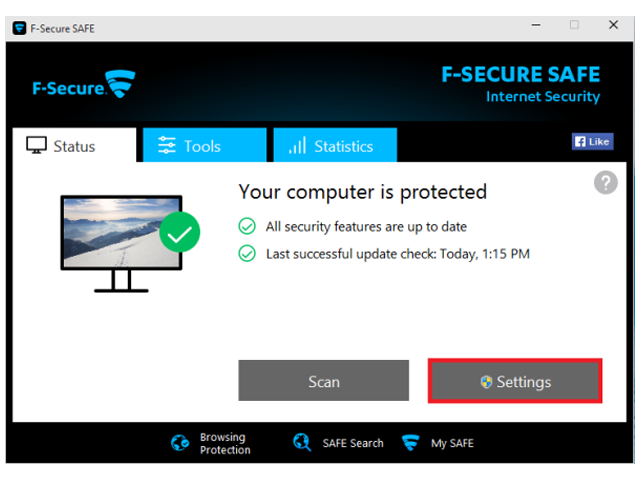 F-Secure SAFE
F-Secure.
F-SECURE SAFE
Internet Security
Status
Tools
Statistics
Like
?
Your computer is protected
All security features are up to date
Last successful update check: Today, 1:15 PM
Scan
Settings
Browsing
Protection
SAFE Search
My SAFE